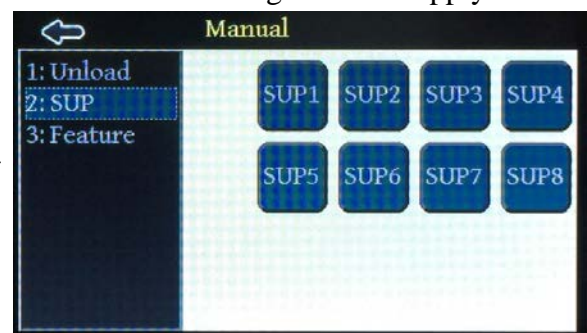 Manual
1: Unload
2: SUP
3: Feature
SUP1 SUP2 SUP3 SUP4
SUP5 SUP6 SUP7 SUP8